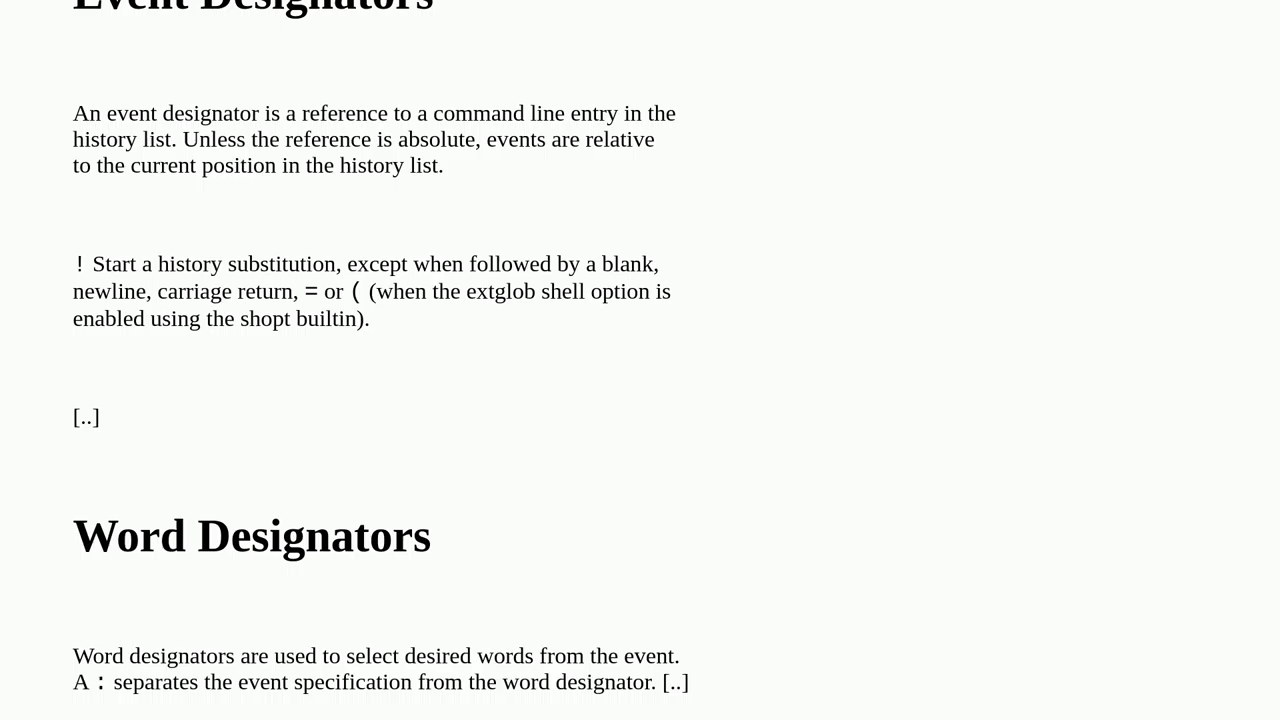 Event Designators
An event designator is a reference to a command line entry in the
history list. Unless the reference is absolute, events are relative
to the current position in the history list.
! Start a history substitution, except when followed by a blank,
newline, carriage return, = or ( (when the extglob shell option is
enabled using the shopt builtin).
[..]
Word Designators
Word designators are used to select desired words from the event.
A : separates the event specification from the word designator. [..]